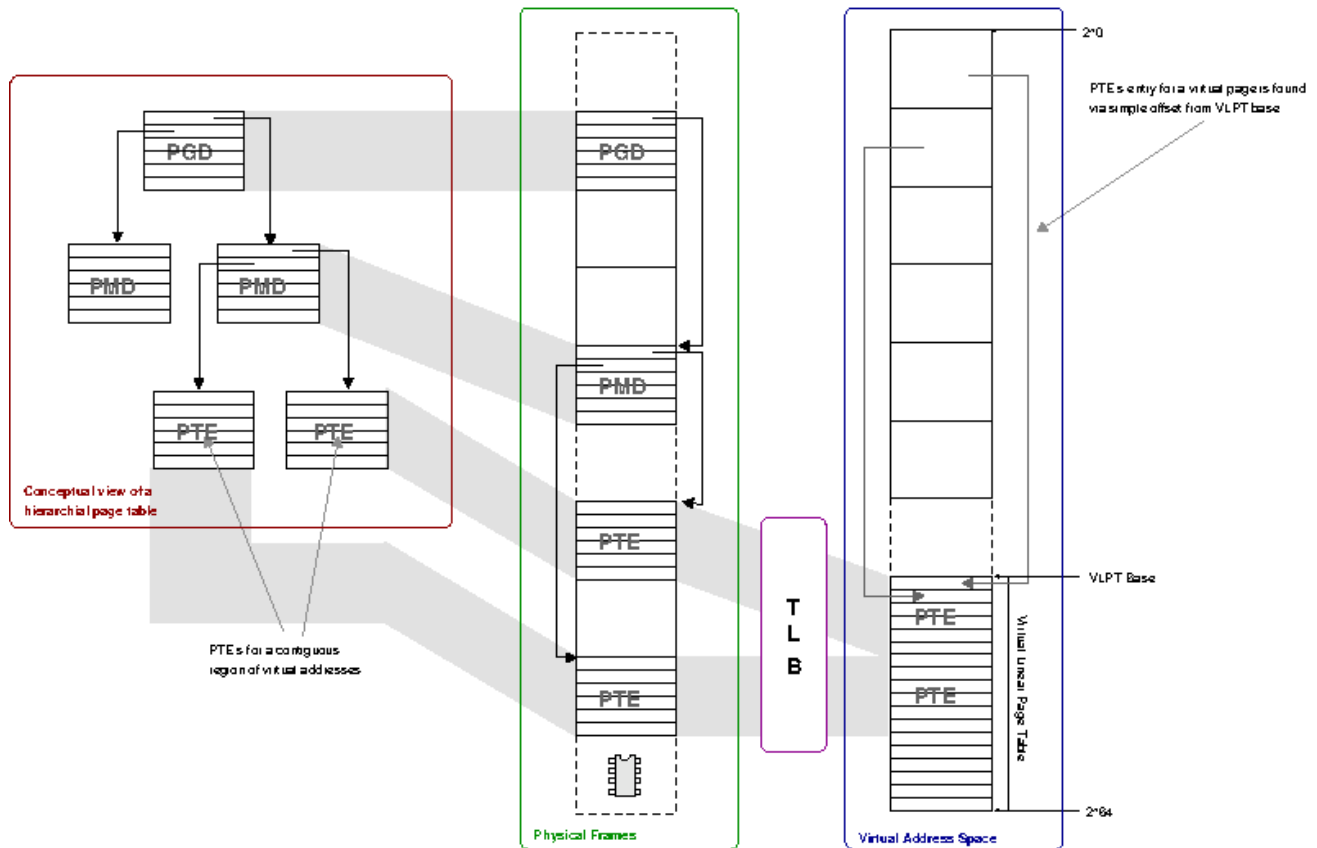 PGD
PMD
PMD
PTE
PTE
Conceptual view of a
hierarchial page table
PTEs for a contiguous
region of virtual addresses
PGD
PMD
PTE
PTE
Physical Frames
T
L
B
2^0
PTEs entry for a virtual page is found
via simple offset from VLPT base
VLPT Base
PTE
PTE
Virtual Linear Page Table
2^64
Virtual Address Space